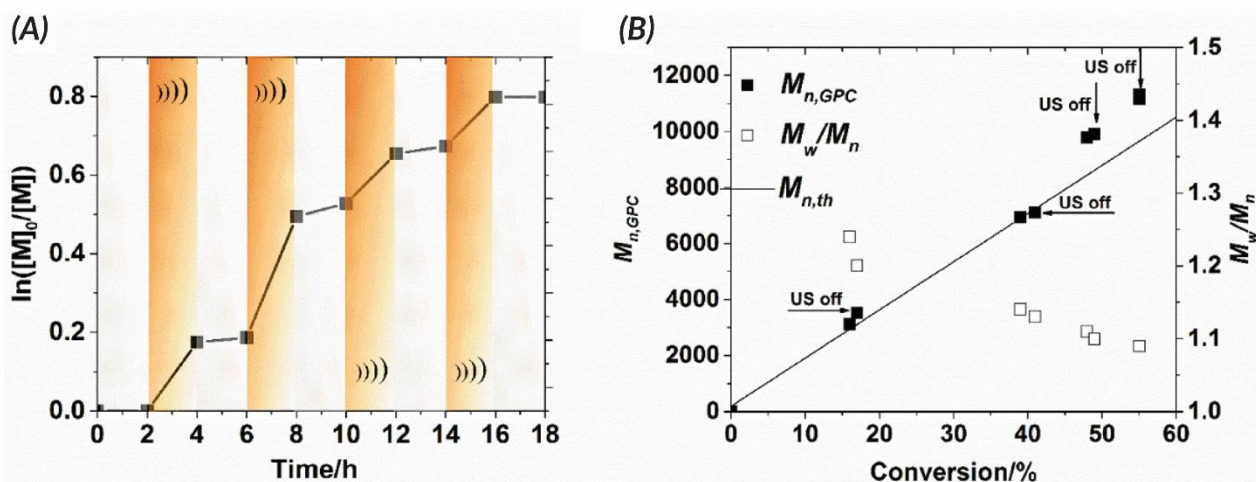 (A)
ln([M]0/[M])
0.8
0.6
0.4
0.2
0.0
0 2 4 6 8 10 12 14 16 18
Time/h
(B)
Mn,GPC
12000
10000
8000
6000
4000
2000
0
Mn,GPC
Mw/Mn
Mn,th
US off
US off
US off
US off
0 10 20 30 40 50 60
Conversion/%
1.5
1.4
1.3
1.2
1.1
1.0
Mw/Mn